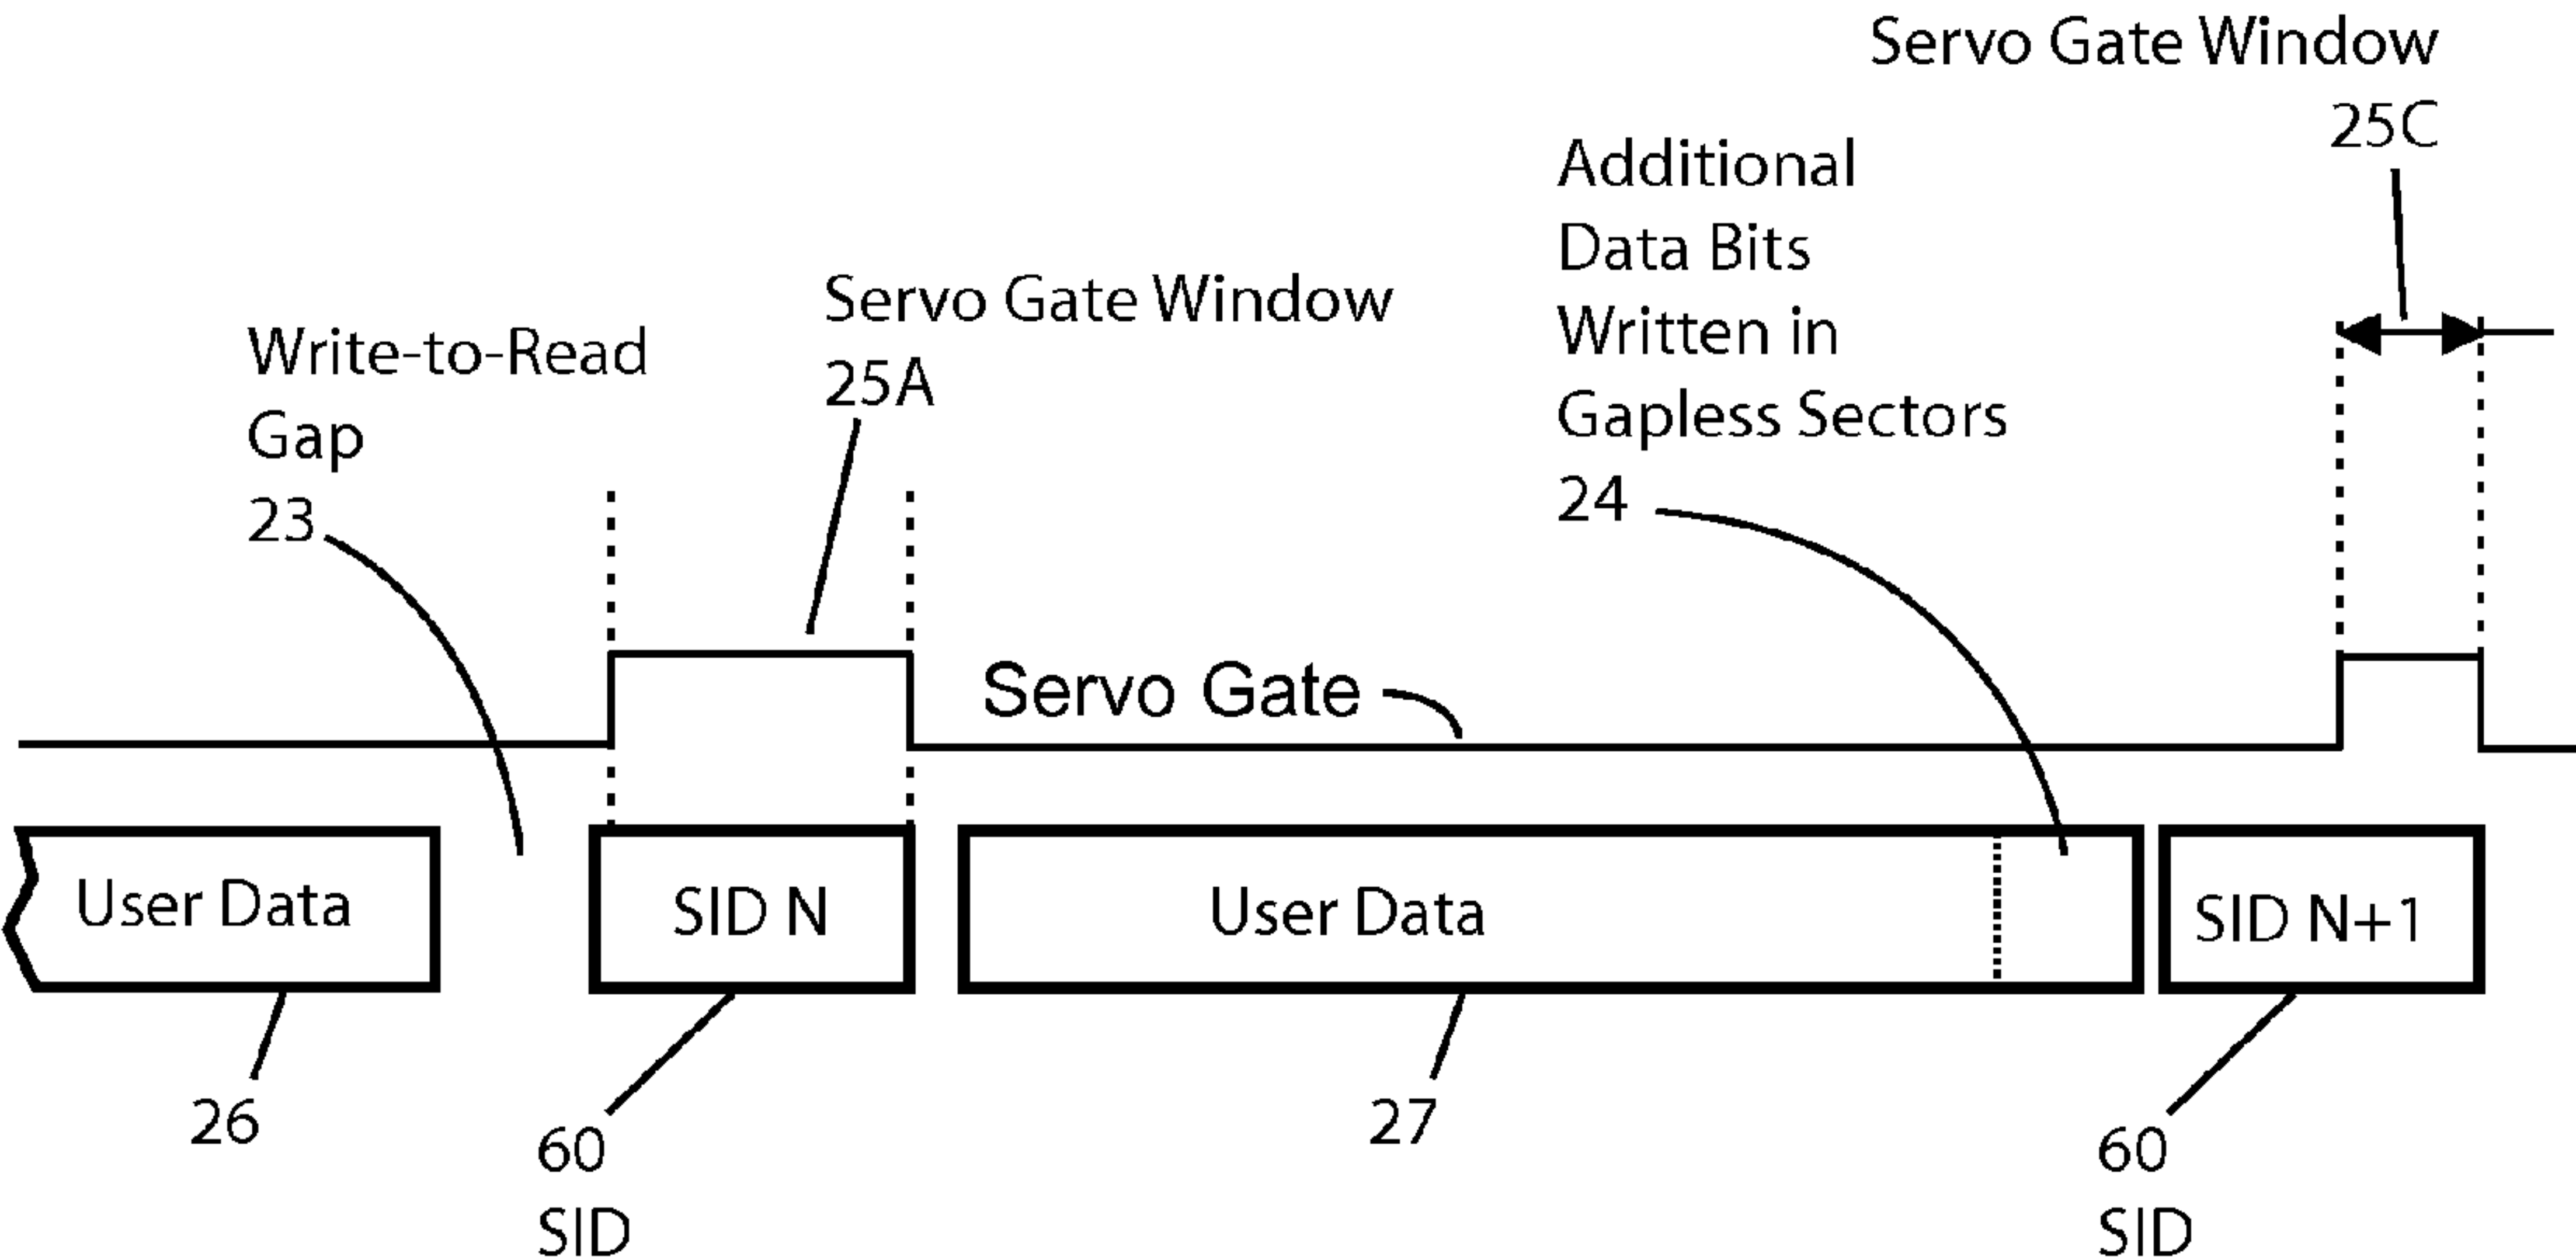 Servo Gate Window
25C
Additional
Data Bits
Written in
Gapless Sectors
24
Servo Gate Window
25A
Write-to-Read
Gap
23
Servo Gate
User Data
SID N
User Data
SID N+1
26
60
SID
27
60
SID